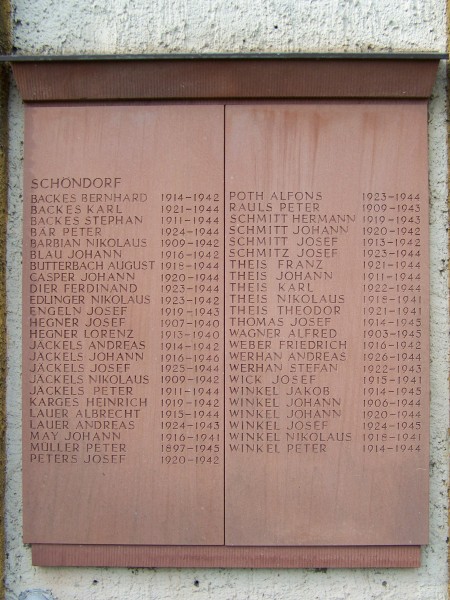 SCHÖNDORF
BACKES BERNHARD 1914-1942
BACKES KARL 1921-1944
BACKES STEPHAN 1911-1944
BÄR PETER 1924-1944
BARBIAN NIKOLAUS 1909-1942
BLAU JOHANN 1916-1942
BUTTERBACH AUGUST 1918-1944
CASPER JOHANN 1920-1944
DIER FERDINAND 1923-1944
EDLINGER NIKOLAUS 1923-1942
ENGELN JOSEF 1919-1943
HEGNER JOSEF 1907-1940
HEGNER LORENZ 1913-1940
JÄCKELS ANDREAS 1914-1942
JÄCKELS JOHANN 1916-1946
JÄCKELS JOSEF 1925-1944
JÄCKELS NIKOLAUS 1909-1942
JÄCKELS PETER 1911-1944
KARGES HEINRICH 1919-1942
LAUER ALBRECHT 1915-1944
LAUER ANDREAS 1924-1943
MAY JOHANN 1916-1941
MÜLLER PETER 1897-1945
PETERS JOSEF 1920-1942
POTH ALFONS 1923-1944
RAULS PETER 1909-1943
SCHMITT HERMANN 1919-1943
SCHMITT JOHANN 1920-1942
SCHMITT JOSEF 1913-1942
SCHMITZ JOSEF 1923-1944
THEIS FRANZ 1921-1944
THEIS JOHANN 1911-1944
THEIS KARL 1922-1944
THEIS NIKOLAUS 1918-1941
THEIS THEODOR 1921-1941
THOMAS JOSEF 1914-1945
WAGNER ALFRED 1903-1945
WEBER FRIEDRICH 1916-1942
WERHAN ANDREAS 1926-1944
WERHAN STEFAN 1922-1943
WICK JOSEF 1915-1941
WINKEL JAKOB 1914-1945
WINKEL JOHANN 1906-1944
WINKEL JOHANN 1920-1944
WINKEL JOSEF 1924-1945
WINKEL NIKOLAUS 1918-1941
WINKEL PETER 1914-1944